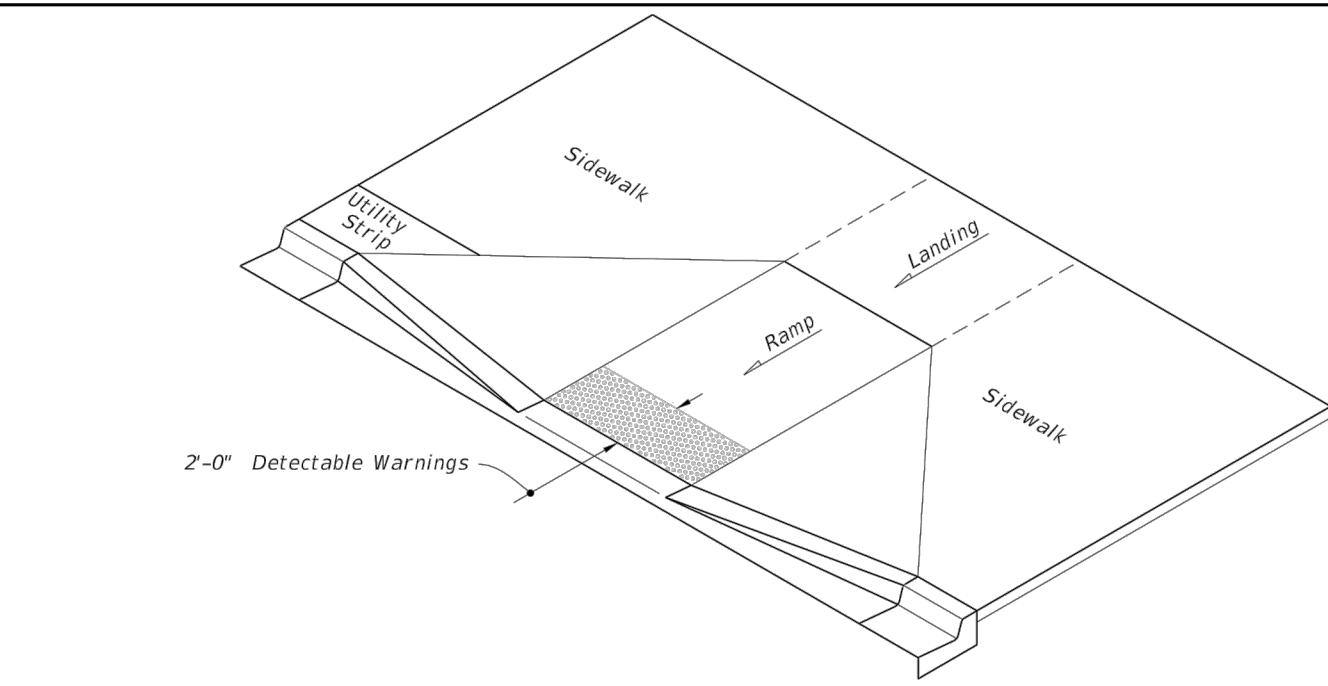 Sidewalk
Utility
Strip
Landing
Ramp
Sidewalk
2'-0" Detectable Warnings